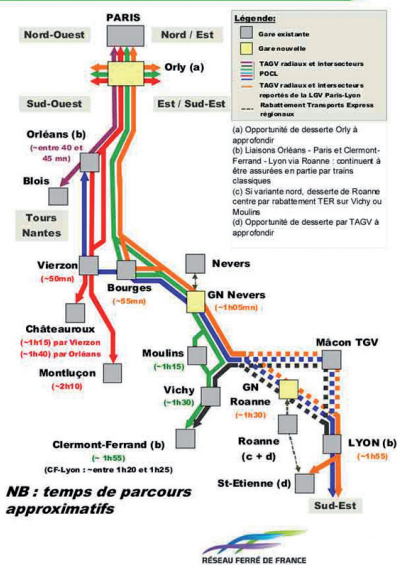 PARIS
Nord-Ouest
Nord / Est
Orly (a)
Sud-Ouest
Est / Sud-Est
Orléans (b)
(~entre 40 et
45 mn)
Blois
Tours
Nantes
Vierzon
(~50mn)
Bourges
(~55mn)
Nevers
GN Nevers
(~1h05mn)
Châteauroux
(~1h15) par Vierzon
(~1h40) par Orléans
Montluçon
(~2h10)
Moulins
(~1h15)
Vichy
(~1h30)
Mâcon TGV
GN
Roanne
(~1h30)
Roanne
(c + d)
LYON (b)
(~1h55)
Clermont-Ferrand (b)
(~ 1h55)
(CF-Lyon : ~entre 1h20 et 1h25)
St-Etienne (d)
Sud-Est
NB : temps de parcours
approximatifs
Légende:
Gare existante
Gare nouvelle
TAGV radiaux et intersecteurs
POCL
TAGV radiaux et intersecteurs
reportés de la LGV Paris-Lyon
Rabattement Transports Express
régionaux
(a) Opportunité de desserte Orly à
approfondir
(b) Liaisons Orléans - Paris et Clermont-
Ferrand - Lyon via Roanne : continuent à
être assurées en partie par trains
classiques
(c) Si variante nord, desserte de Roanne
centre par rabattement TER sur Vichy ou
Moulins
(d) Opportunité de desserte par TAGV à
approfondir
RÉSEAU FERRÉ DE FRANCE